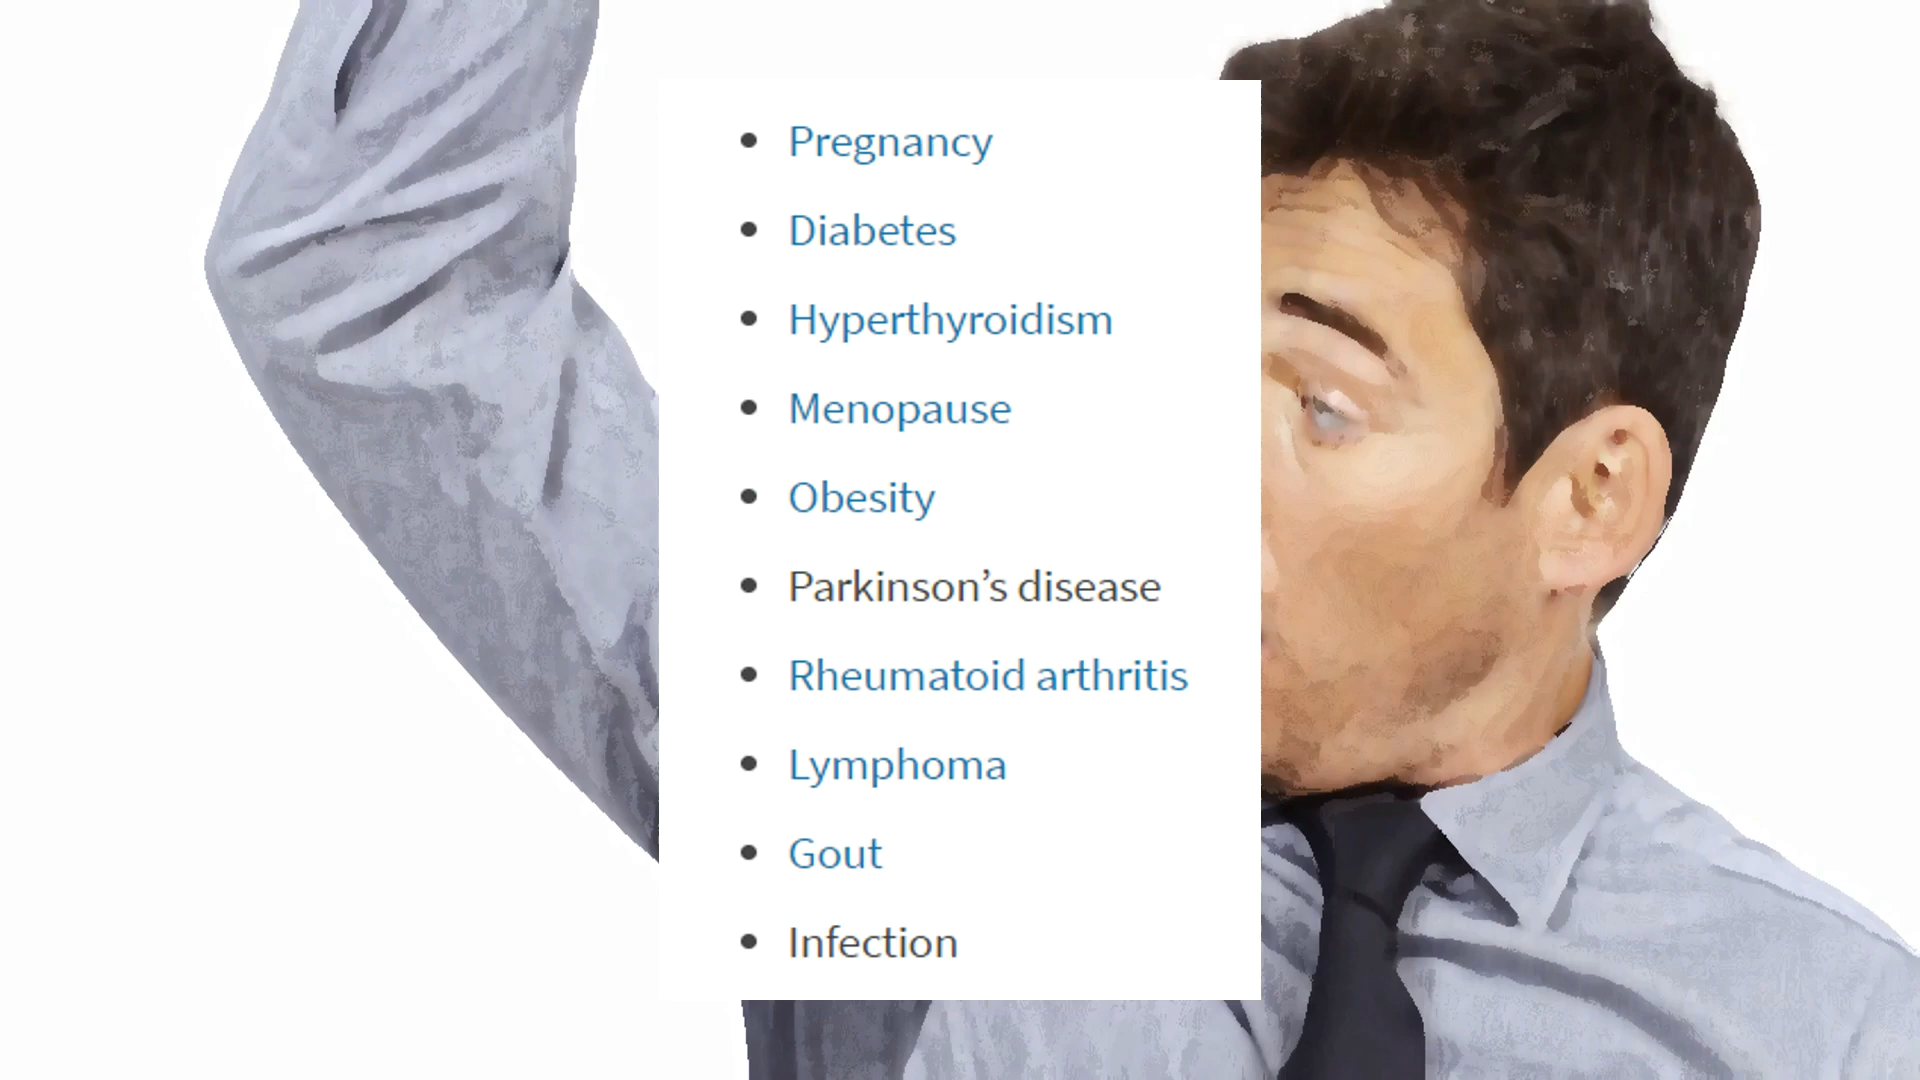 • Pregnancy
• Diabetes
• Hyperthyroidism
• Menopause
• Obesity
• Parkinson’s disease
• Rheumatoid arthritis
• Lymphoma
• Gout
• Infection